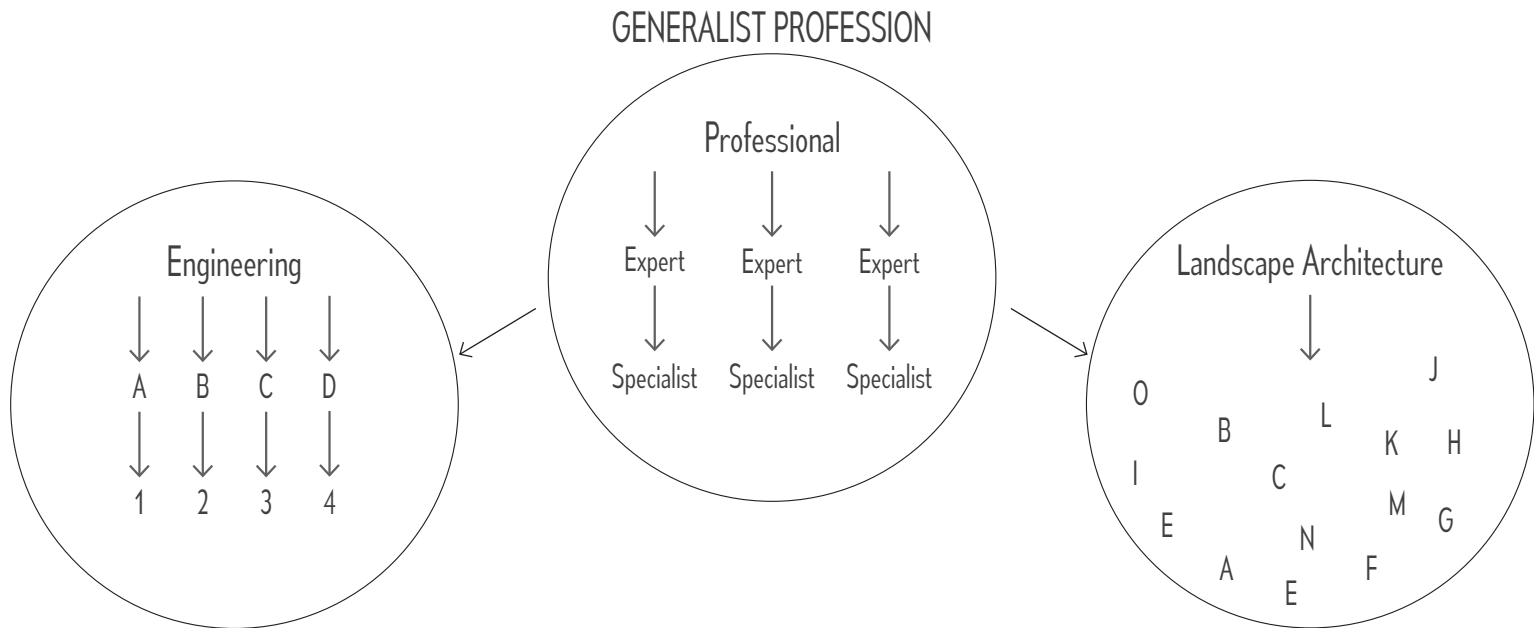 GENERALIST PROFESSION
Professional
Expert Expert Expert
Specialist Specialist Specialist
Engineering
A B C D
1 2 3 4
Landscape Architecture
J
O
L
B
K H
I
C
M
G
E
N
A
F
E